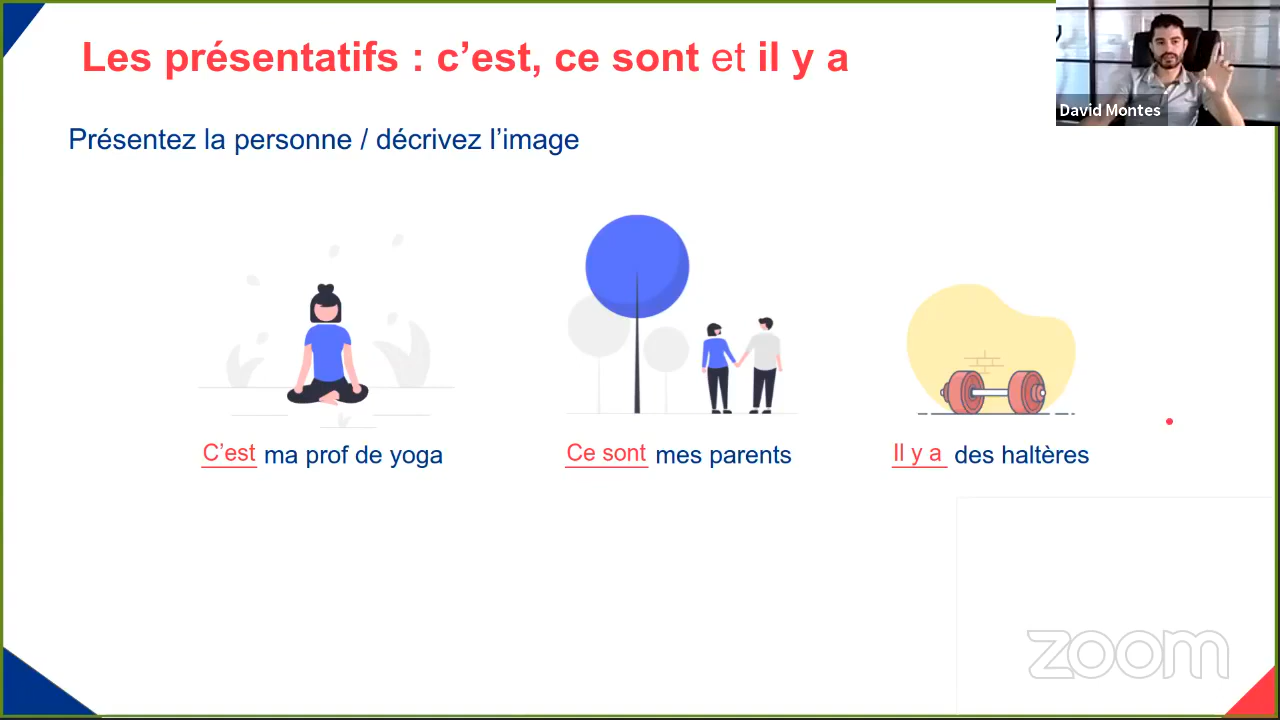 Les présentatifs : c’est, ce sont et il y a
David Montes
Présentez la personne / décrivez l’image
C’est ma prof de yoga
Ce sont mes parents
Il y a des haltères
zoom